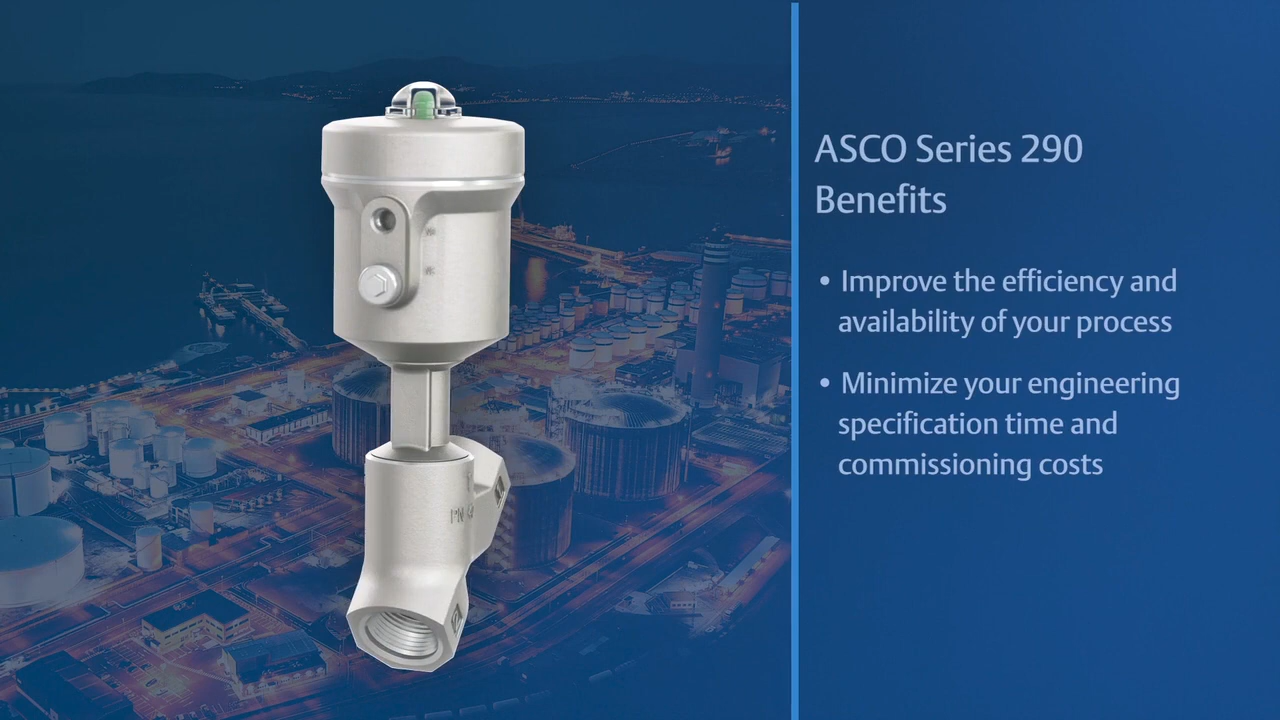 ASCO Series 290
Benefits
• Improve the efficiency and
availability of your process
• Minimize your engineering
specification time and
commissioning costs
PN